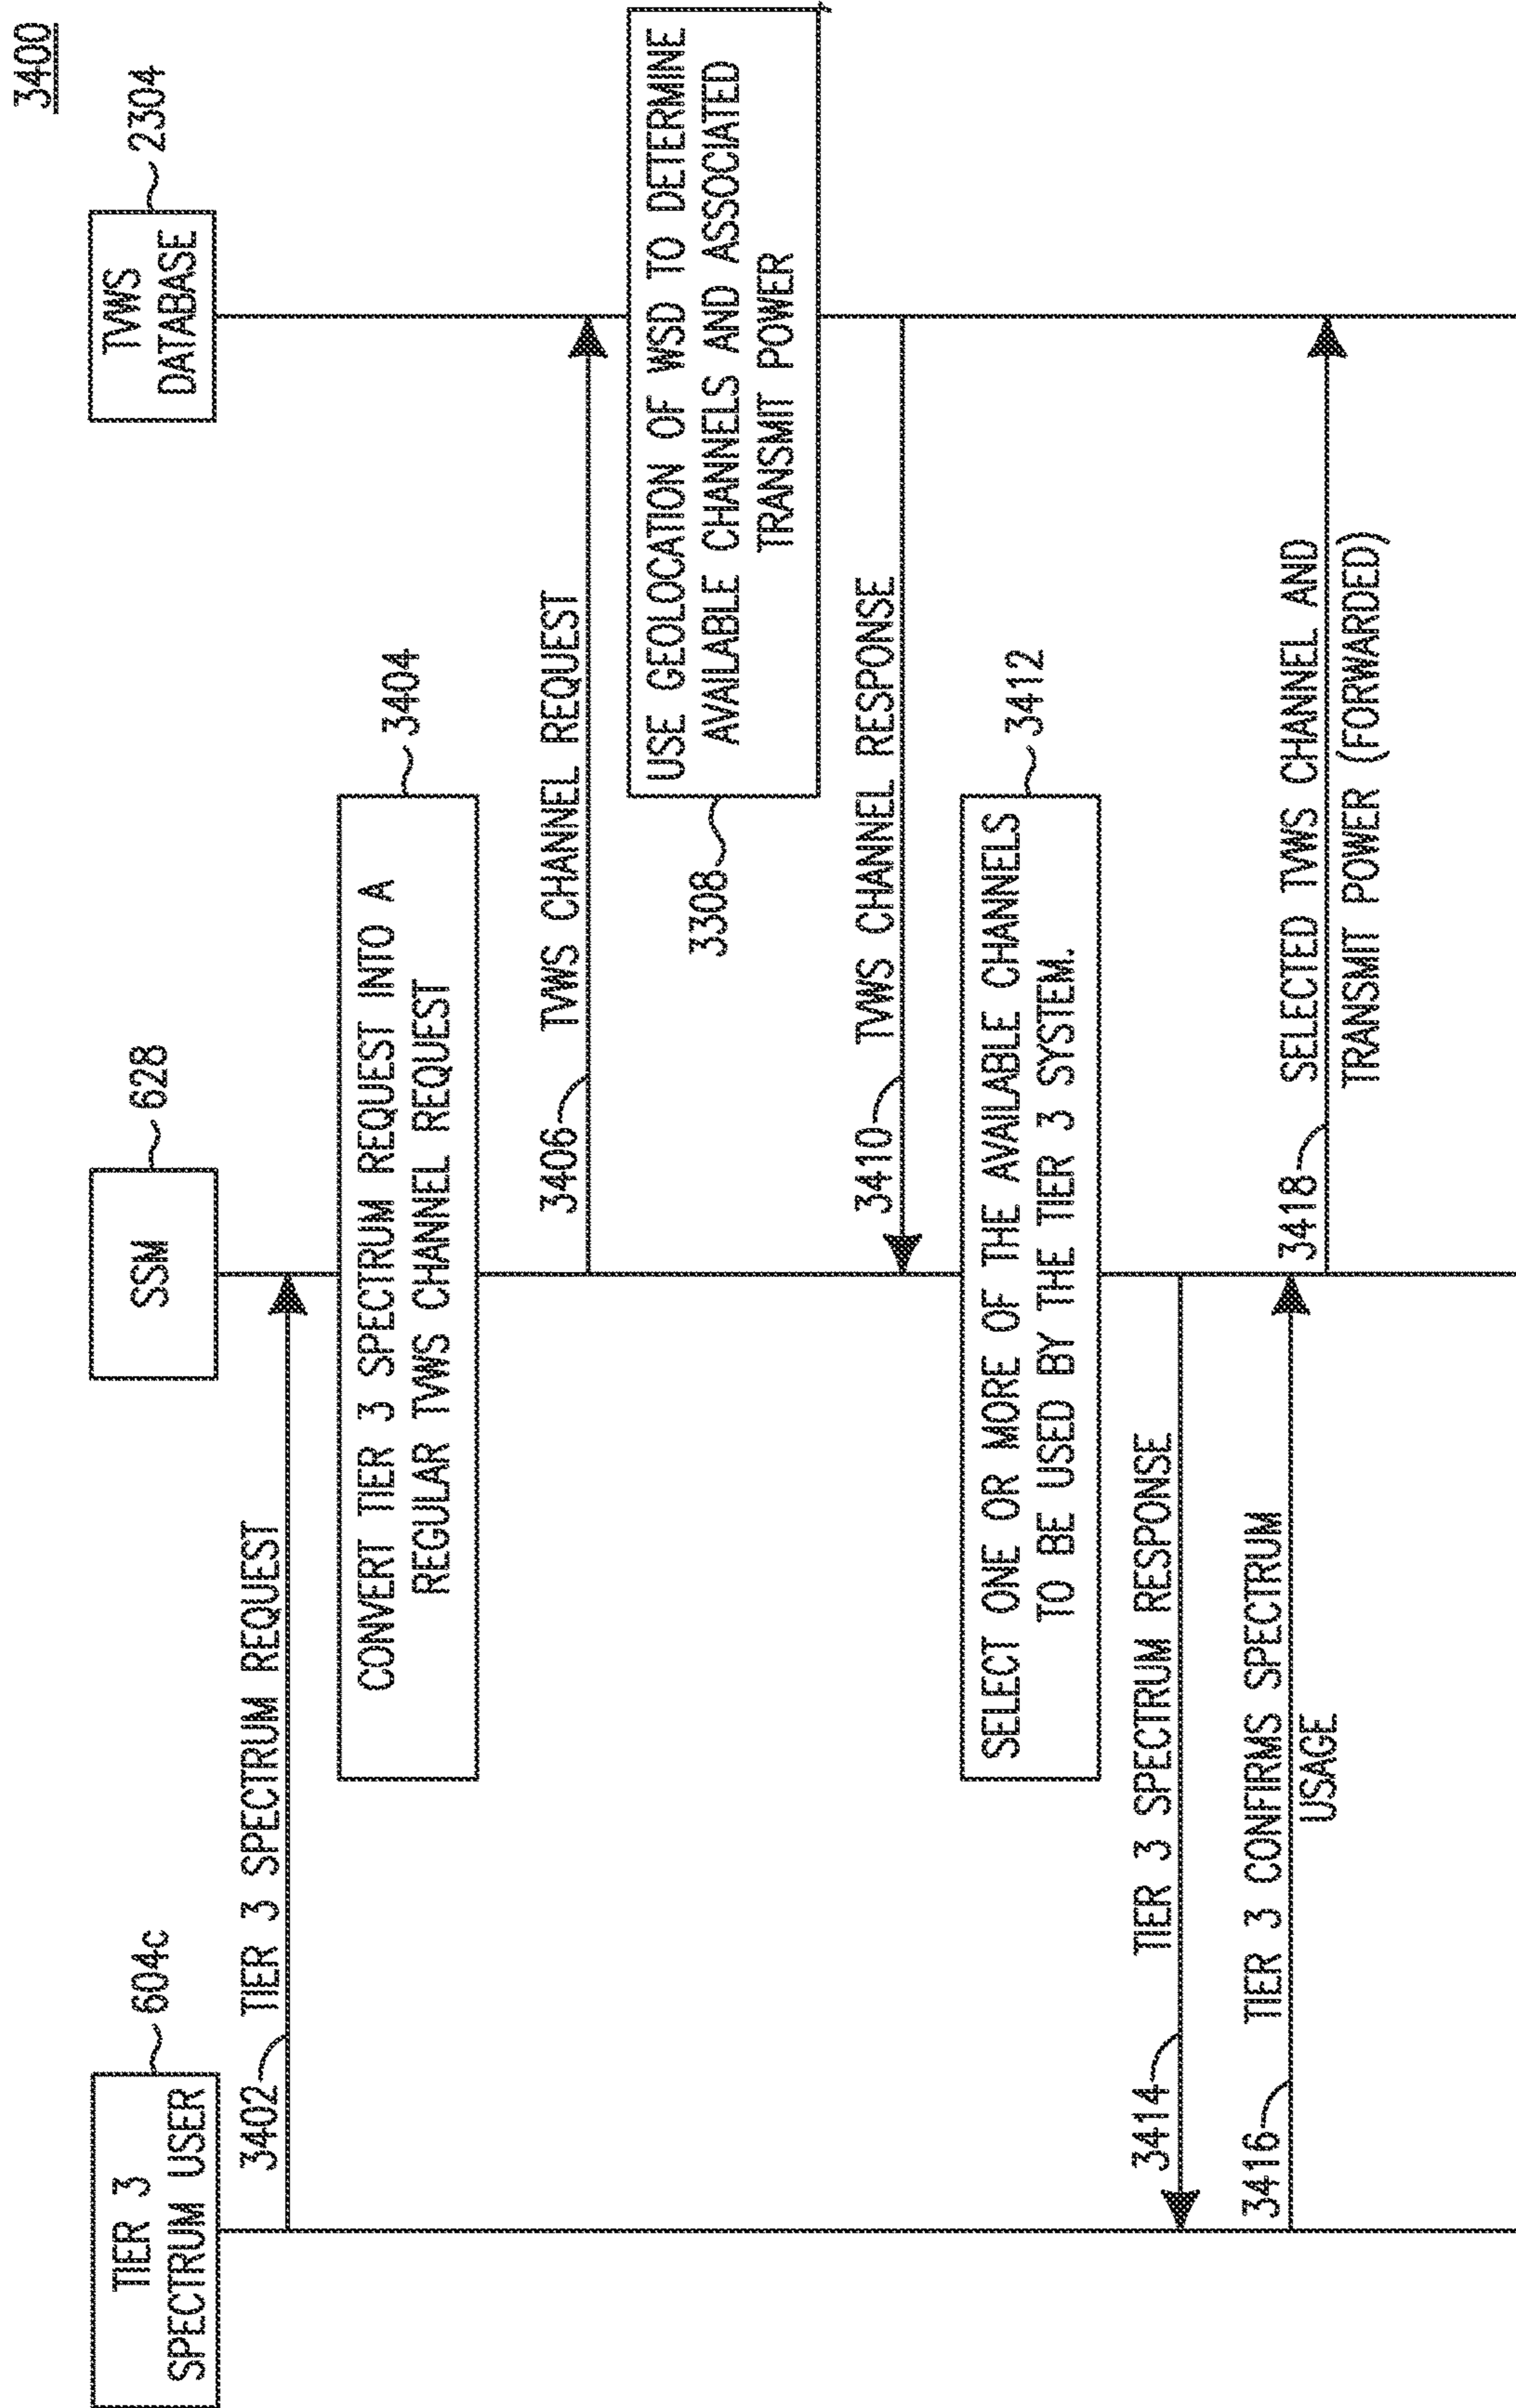 3400
TIER 3
SPECTRUM USER
604c
SSM
628
TVWS
DATABASE
2304
3402
TIER 3 SPECTRUM REQUEST
CONVERT TIER 3 SPECTRUM REQUEST INTO A
REGULAR TVWS CHANNEL REQUEST
3404
3406
TVWS CHANNEL REQUEST
USE GEOLOCATION OF WSD TO DETERMINE
AVAILABLE CHANNELS AND ASSOCIATED
TRANSMIT POWER
3308
3410
TVWS CHANNEL RESPONSE
SELECT ONE OR MORE OF THE AVAILABLE CHANNELS
TO BE USED BY THE TIER 3 SYSTEM.
3412
3414
TIER 3 SPECTRUM RESPONSE
3416
TIER 3 CONFIRMS SPECTRUM
USAGE
3418
SELECTED TVWS CHANNEL AND
TRANSMIT POWER (FORWARDED)